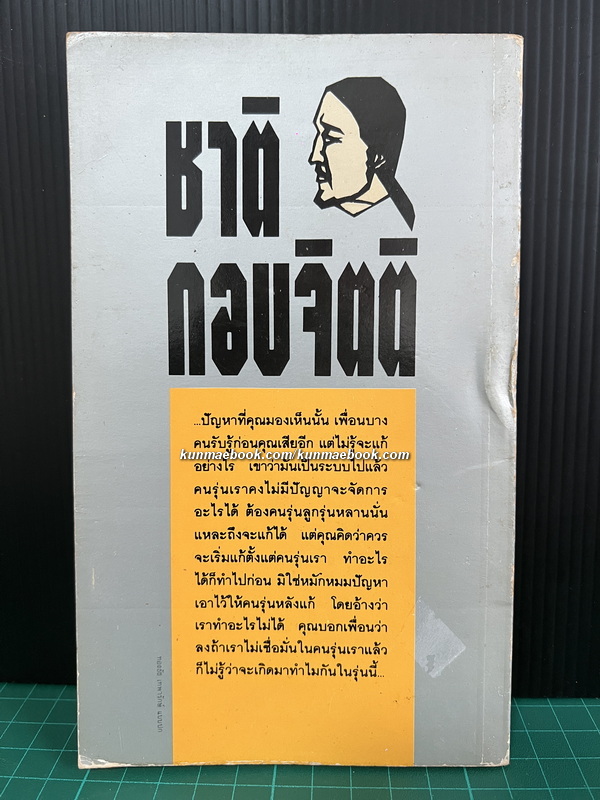 ชาติ
กอบจิตติ
...ปัญหาที่คุณมองเห็นนั้น เพื่อนบาง
คนรับรู้ก่อนคุณเสียอีก แต่ไม่รู้จะแก้
kunmaebook.com/kunmaebook.com
อย่างไร เขาว่ามันเป็นระบบไปแล้ว
คนรุ่นเราคงไม่มีปัญญาจะจัดการ
อะไรได้ ต้องคนรุ่นลูกรุ่นหลานนั่น
แหละถึงจะแก้ได้ แต่คุณคิดว่าควร
จะเริ่มแก้ตั้งแต่คนรุ่นเรา ทำอะไร
ได้ก็ทำไปก่อน มิใช่หมักหมมปัญหา
เอาไว้ให้คนรุ่นหลังแก้ โดยอ้างว่า
เราทำอะไรไม่ได้ คุณบอกเพื่อนว่า
ลงถ้าเราไม่เชื่อมั่นในคนรุ่นเราแล้ว
ก็ไม่รู้ว่าจะเกิดมาทำไมกันในรุ่นนี้...